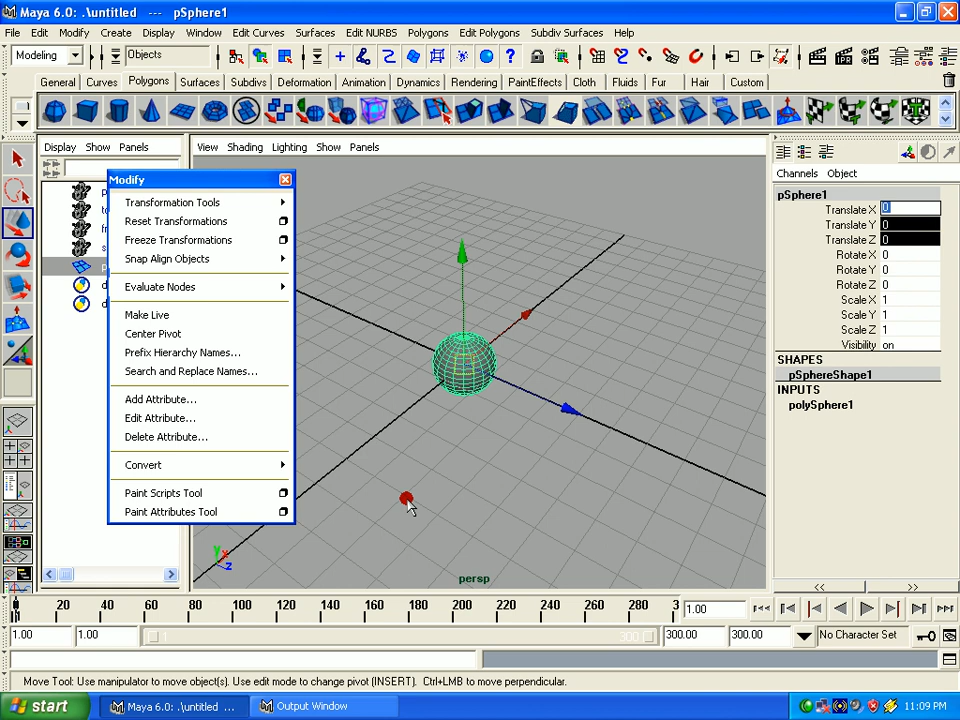 Maya 6.0: .\untitled --- pSphere1
File Edit Modify Create Display Window Edit Curves Surfaces Edit NURBS Polygons Edit Polygons Subdiv Surfaces Help
Modeling Objects
General Curves Polygons Surfaces Subdivs Deformation Animation Dynamics Rendering PaintEffects Cloth Fluids Fur Hair Custom
Display Show Panels
View Shading Lighting Show Panels
Modify
Transformation Tools
Reset Transformations
Freeze Transformations
Snap Align Objects
Evaluate Nodes
Make Live
Center Pivot
Prefix Hierarchy Names...
Search and Replace Names...
Add Attribute...
Edit Attribute...
Delete Attribute...
Convert
Paint Scripts Tool
Paint Attributes Tool
y x
z
persp
Channels Object
pSphere1
Translate X 0
Translate Y 0
Translate Z 0
Rotate X 0
Rotate Y 0
Rotate Z 0
Scale X 1
Scale Y 1
Scale Z 1
Visibility on
SHAPES
pSphereShape1
INPUTS
polySphere1
<< >>
20 40 60 80 100 120 140 160 180 200 220 240 260 280 3 1.00
1.00 1.00 1 300 300.00 300.00 No Character Set
Move Tool: Use manipulator to move object(s). Use edit mode to change pivot (INSERT). Ctrl+LMB to move perpendicular.
start Maya 6.0: .\untitled ... Output Window 11:09 PM